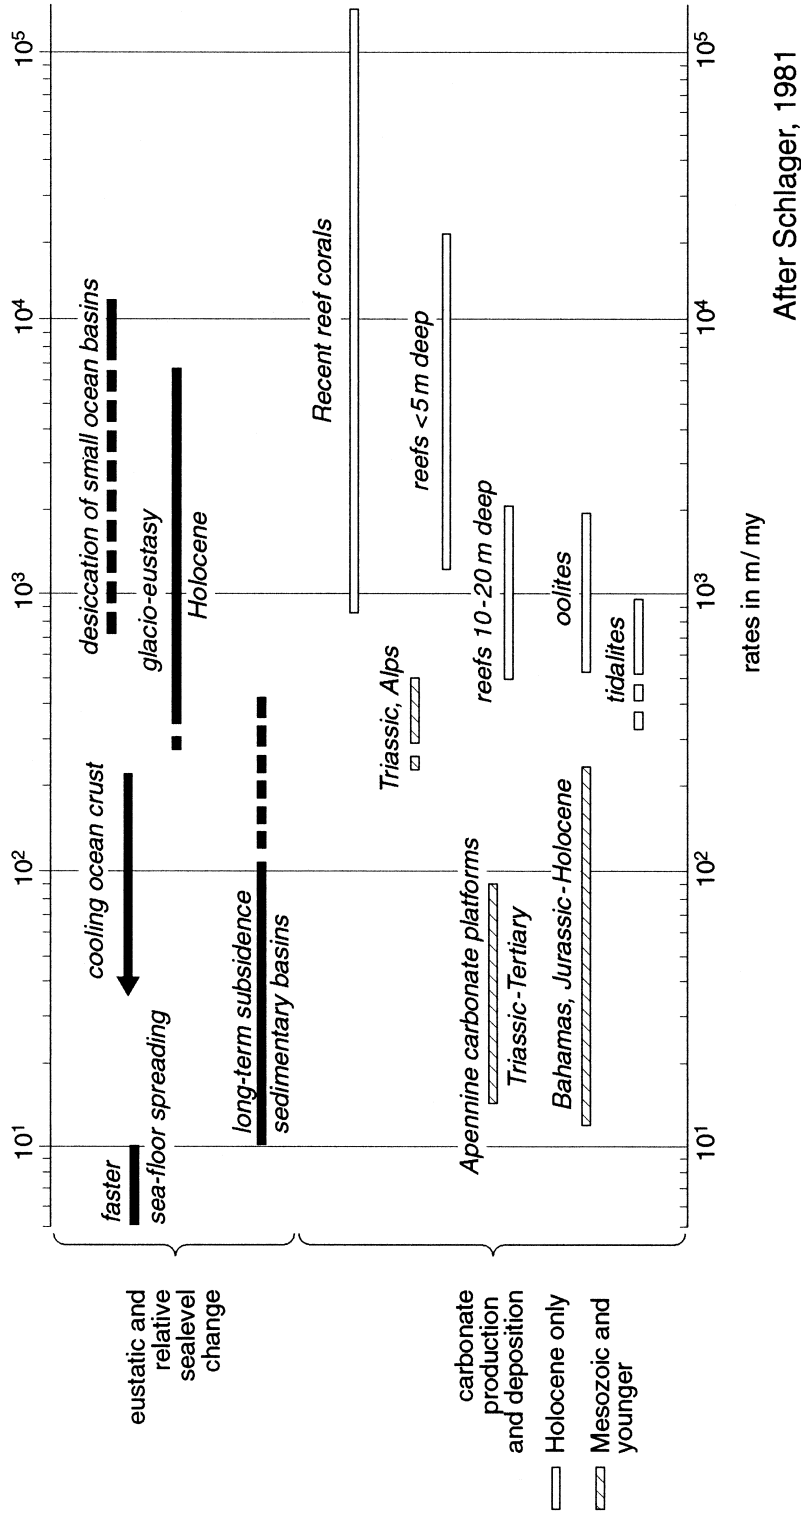 10¹
10²
10³
10⁴
10⁵
desiccation of small ocean basins
cooling ocean crust
faster
glacio-eustasy
sea-floor spreading
Holocene
long-term subsidence
sedimentary basins
eustatic and
relative
sealevel
change
Recent reef corals
Triassic, Alps
reefs <5 m deep
Apennine carbonate platforms
reefs 10-20 m deep
Triassic-Tertiary
Bahamas, Jurassic-Holocene
oolites
tidalites
carbonate
production
and deposition
Holocene only
Mesozoic and
younger
10¹
10²
10³
10⁴
10⁵
rates in m/my
After Schlager, 1981